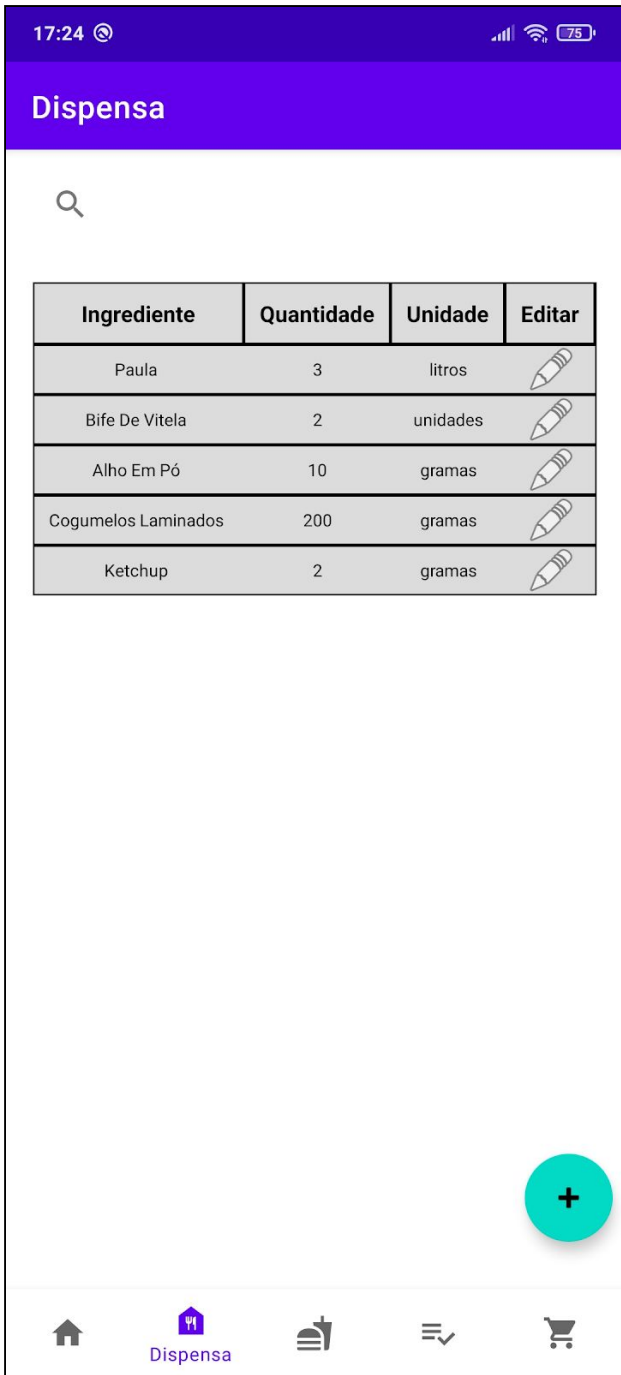 17:24 75
Dispensa
Ingrediente Quantidade Unidade Editar
Paula 3 litros
Bife De Vitela 2 unidades
Alho Em Pó 10 gramas
Cogumelos Laminados 200 gramas
Ketchup 2 gramas
+
Dispensa